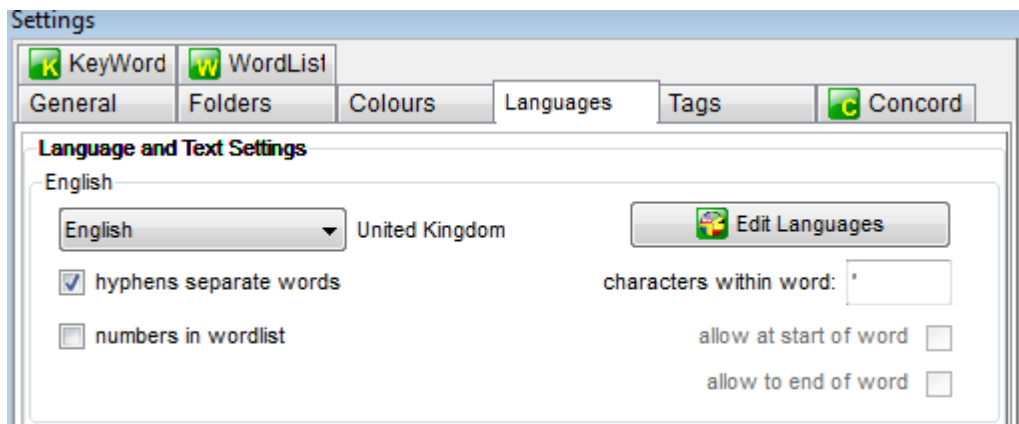 Settings
KeyWord WordList
General Folders Colours Languages Tags Concord
Language and Text Settings
English
English United Kingdom Edit Languages
hyphens separate words characters within word: '
numbers in wordlist allow at start of word
allow to end of word